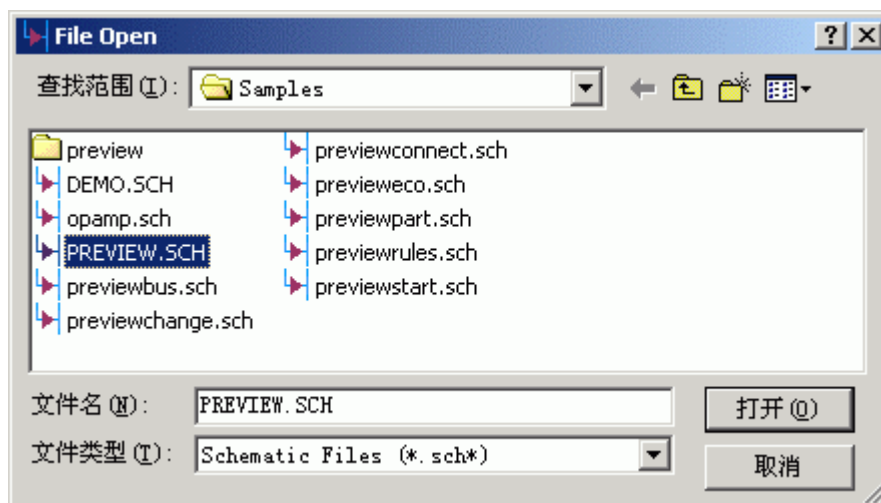 File Open
查找范围(I): Samples
preview
DEMO.SCH
opamp.sch
PREVIEW.SCH
previewbus.sch
previewchange.sch
previewconnect.sch
previeweco.sch
previewpart.sch
previewrules.sch
previewstart.sch
文件名(N): PREVIEW.SCH
打开(O)
文件类型(T): Schematic Files (*.sch*)
取消